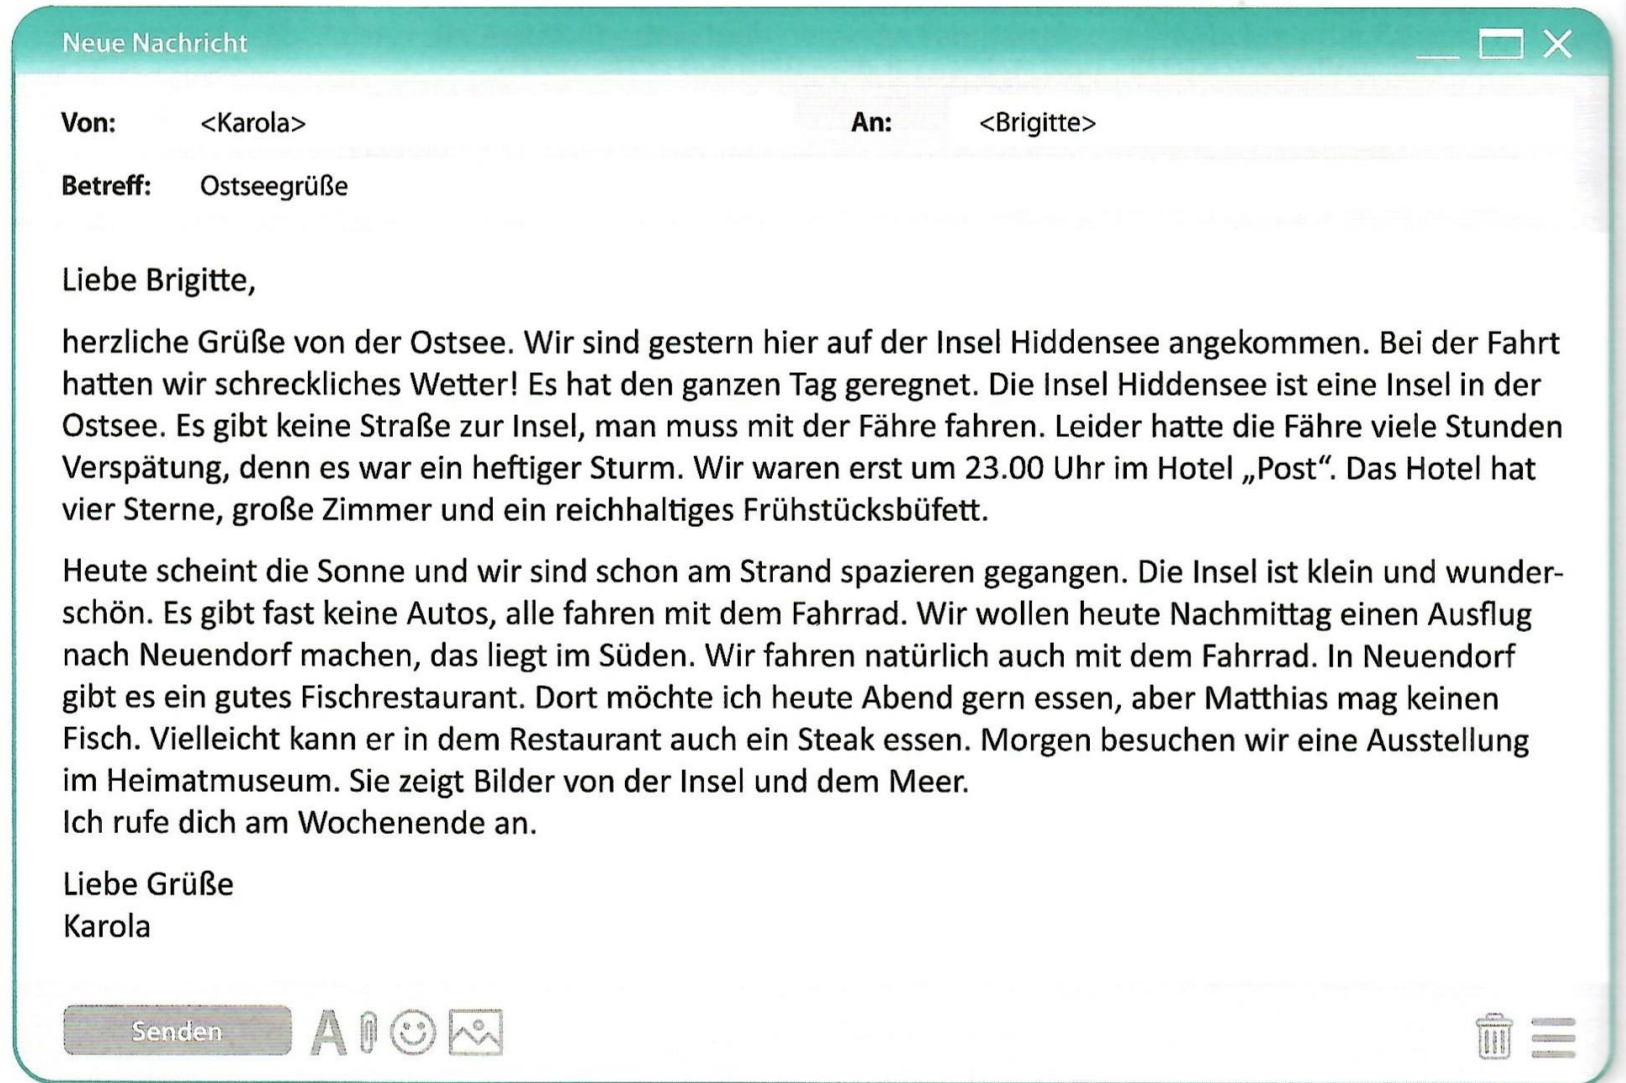 Neue Nachricht
Von: <Karola> An: <Brigitte>
Betreff: Ostseegrüße
Liebe Brigitte,
herzliche Grüße von der Ostsee. Wir sind gestern hier auf der Insel Hiddensee angekommen. Bei der Fahrt
hatten wir schreckliches Wetter! Es hat den ganzen Tag geregnet. Die Insel Hiddensee ist eine Insel in der
Ostsee. Es gibt keine Straße zur Insel, man muss mit der Fähre fahren. Leider hatte die Fähre viele Stunden
Verspätung, denn es war ein heftiger Sturm. Wir waren erst um 23.00 Uhr im Hotel „Post“. Das Hotel hat
vier Sterne, große Zimmer und ein reichhaltiges Frühstücksbüfett.
Heute scheint die Sonne und wir sind schon am Strand spazieren gegangen. Die Insel ist klein und wunder-
schön. Es gibt fast keine Autos, alle fahren mit dem Fahrrad. Wir wollen heute Nachmittag einen Ausflug
nach Neuendorf machen, das liegt im Süden. Wir fahren natürlich auch mit dem Fahrrad. In Neuendorf
gibt es ein gutes Fischrestaurant. Dort möchte ich heute Abend gern essen, aber Matthias mag keinen
Fisch. Vielleicht kann er in dem Restaurant auch ein Steak essen. Morgen besuchen wir eine Ausstellung
im Heimatmuseum. Sie zeigt Bilder von der Insel und dem Meer.
Ich rufe dich am Wochenende an.
Liebe Grüße
Karola
Senden A